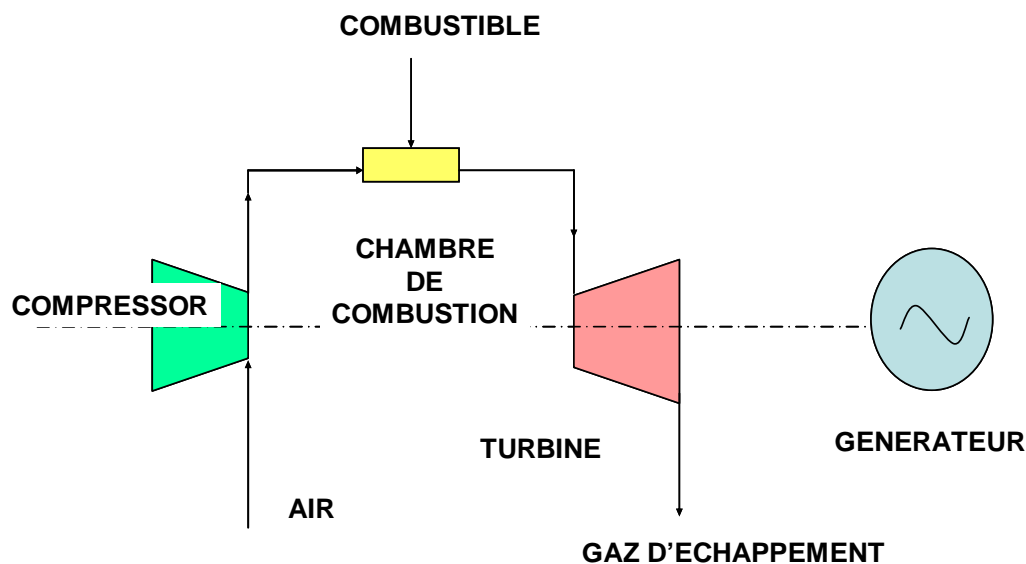 COMBUSTIBLE
CHAMBRE
DE
COMBUSTION
COMPRESSOR
TURBINE
GENERATEUR
AIR
GAZ D'ECHAPPEMENT